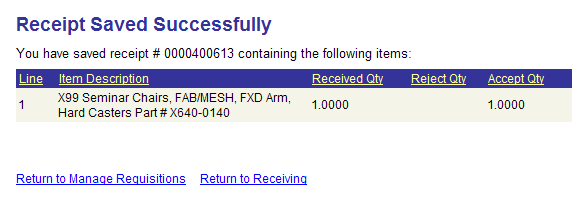 Receipt Saved Successfully
You have saved receipt # 0000400613 containing the following items:
Line Item Description Received Qty Reject Qty Accept Qty
1 X99 Seminar Chairs, FAB/MESH, FXD Arm, 1.0000 1.0000
Hard Casters Part # X640-0140
Return to Manage Requisitions Return to Receiving